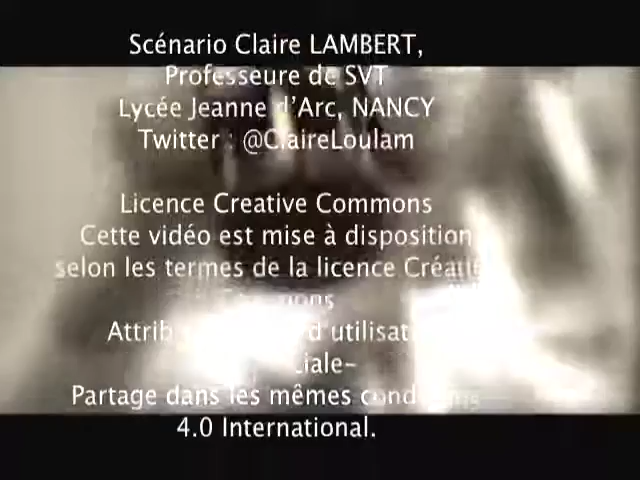 Scénario Claire LAMBERT,
Professeure de SVT
Lycée Jeanne d'Arc, NANCY
Twitter : @ClaireLoulam
Licence Creative Commons
Cette vidéo est mise à disposition
selon les termes de la licence
Partage dans les mêmes
4.0 International.